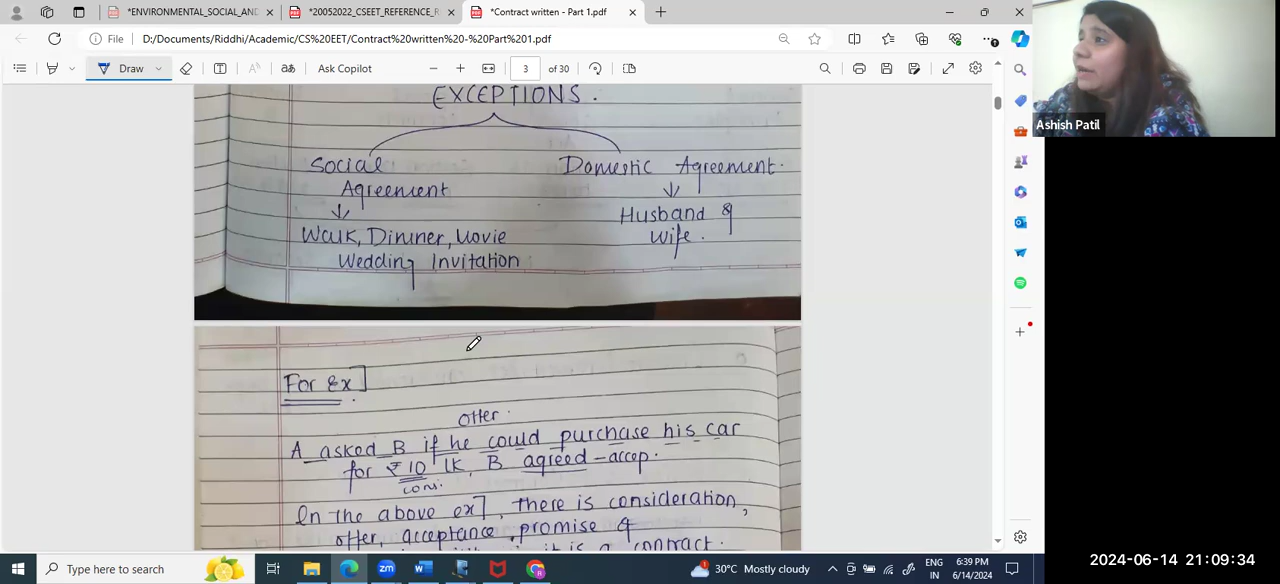 *ENVIRONMENTAL_SOCIAL_AND
*20052022_CSEET_REFERENCE_R
*Contract written - Part 1.pdf
File
D:/Documents/Riddhi/Academic/CS%20EET/Contract%20written%20-%20Part%201.pdf
Draw
Ask Copilot
3
of 30
Ashish Patil
EXCEPTIONS.
Social
Agreement
Domestic Agreement.
Walk, Dinner, Movie
Wedding Invitation
Husband &
wife.
For Ex]
offer.
A asked B if he could purchase his car
for ₹ 10 lk, B agreed - accep.
cons.
In the above ex], There is consideration,
offer, acceptance, promise &
it is a contract.
Type here to search
30°C Mostly cloudy
ENG
IN
6:39 PM
6/14/2024
2024-06-14 21:09:34